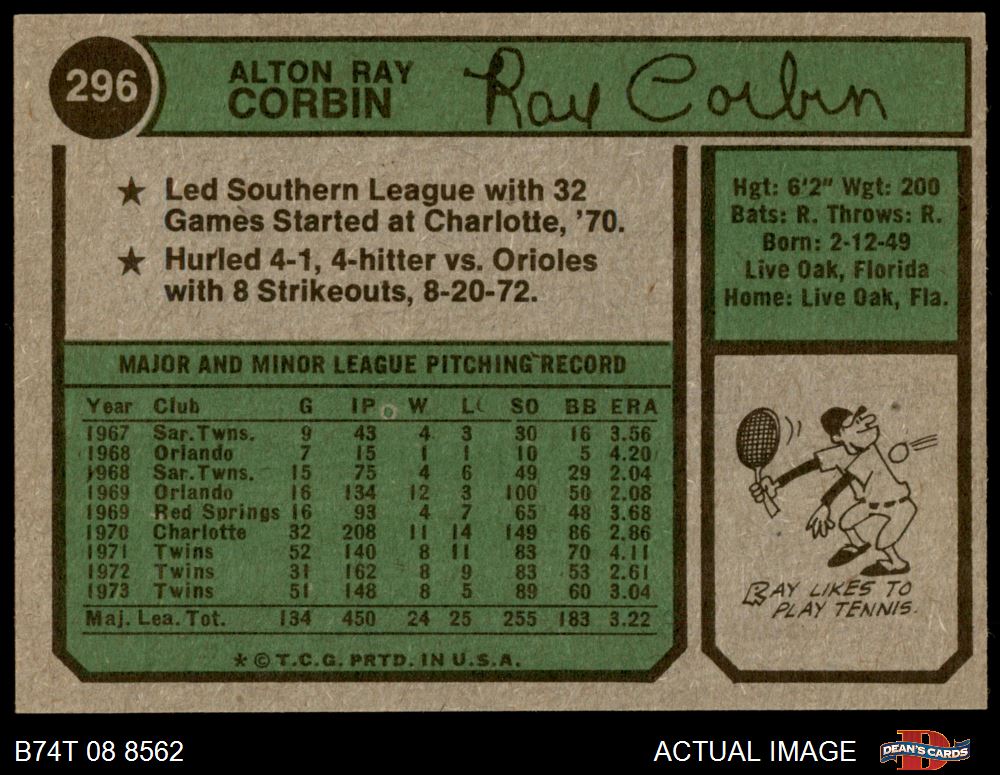 296
ALTON RAY
CORBIN
Ray Corbin
★ Led Southern League with 32
Games Started at Charlotte, '70.
★ Hurled 4-1, 4-hitter vs. Orioles
with 8 Strikeouts, 8-20-72.
Hgt: 6'2" Wgt: 200
Bats: R. Throws: R.
Born: 2-12-49
Live Oak, Florida
Home: Live Oak, Fla.
MAJOR AND MINOR LEAGUE PITCHING RECORD
Year Club G IP W L SO BB ERA
1967 Sar. Twns. 9 43 4 3 30 16 3.56
1968 Orlando 7 15 1 1 10 5 4.20
1968 Sar. Twns. 15 75 4 6 49 29 2.04
1969 Orlando 16 134 12 3 100 50 2.08
1969 Red Springs 16 93 4 7 65 48 3.68
1970 Charlotte 32 208 11 14 149 86 2.86
1971 Twins 52 140 8 11 83 70 4.11
1972 Twins 31 162 8 9 83 53 2.61
1973 Twins 51 148 8 5 89 60 3.04
Maj. Lea. Tot. 134 450 24 25 255 183 3.22
* © T.C.G. PRTD. IN U.S.A.
RAY LIKES TO
PLAY TENNIS.
B74T 08 8562
ACTUAL IMAGE
D
DEAN'S CARDS